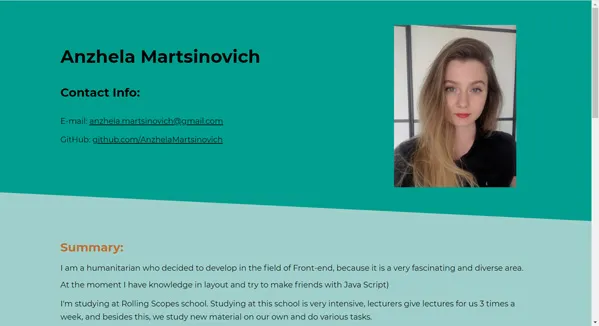 Anzhela Martsinovich
Contact Info:
E-mail: anzhela.martsinovich@gmail.com
GitHub: github.com/AnzhelaMartsinovich
Summary:
I am a humanitarian who decided to develop in the field of Front-end, because it is a very fascinating and diverse area.
At the moment I have knowledge in layout and try to make friends with Java Script)
I'm studying at Rolling Scopes school. Studying at this school is very intensive, lecturers give lectures for us 3 times a
week, and besides this, we study new material on our own and do various tasks.